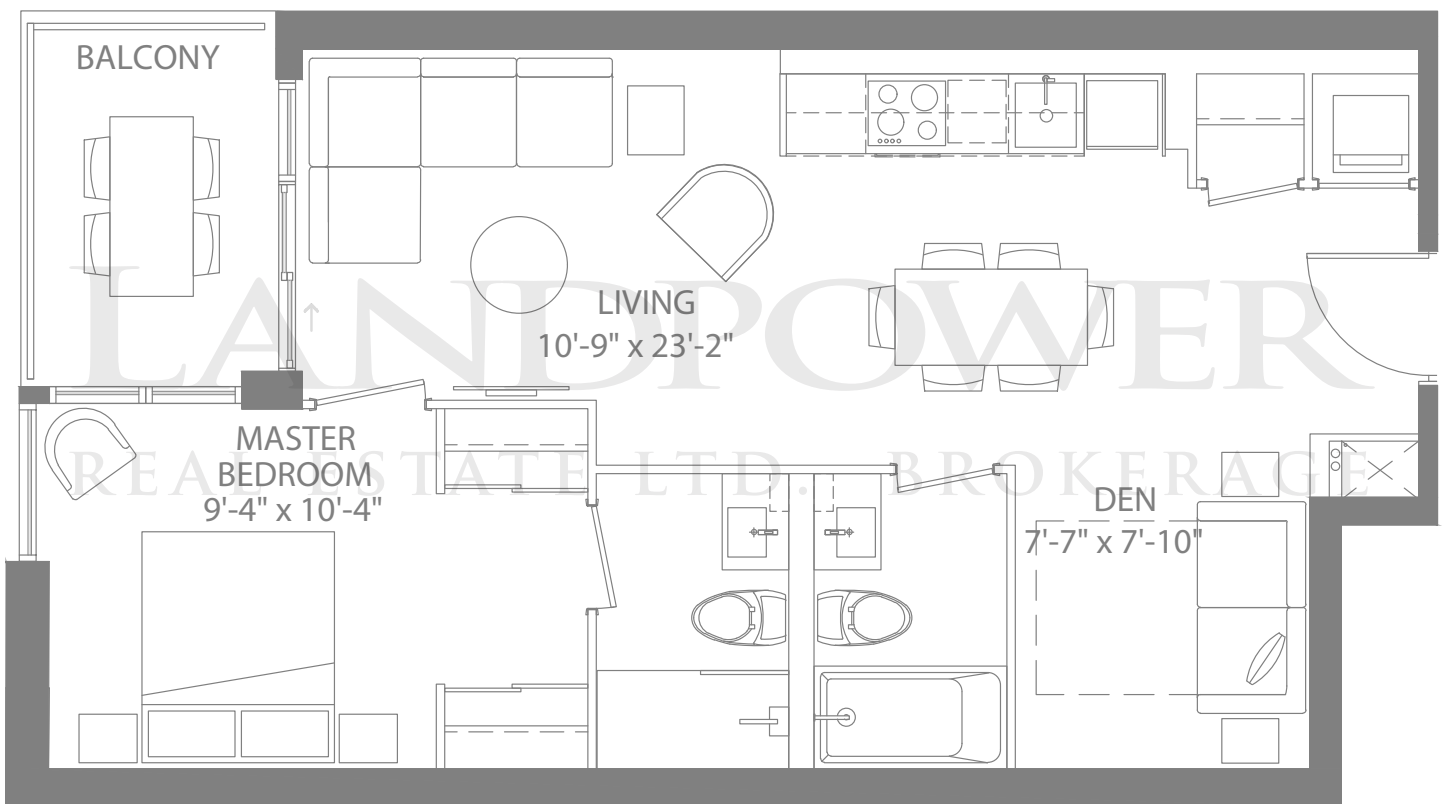 BALCONY
LIVING
10'-9" x 23'-2"
LANDPOWER
REAL ESTATE LTD., BROKERAGE
MASTER
BEDROOM
9'-4" x 10'-4"
DEN
7'-7" x 7'-10"